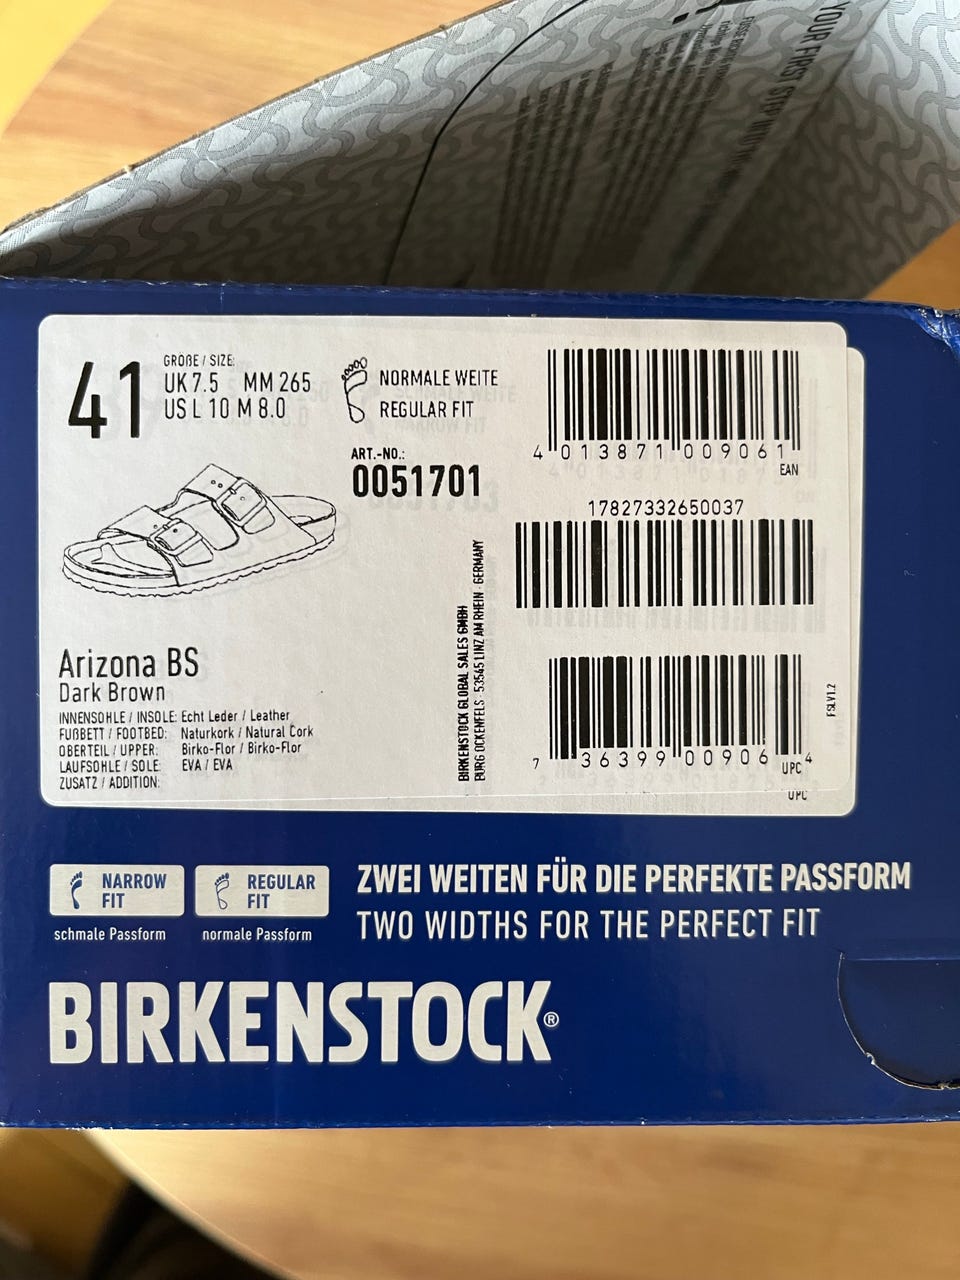 YOUR FIRST STEP
41
GRÖßE / SIZE:
UK 7.5 MM 265
US L 10 M 8.0
NORMALE WEITE
REGULAR FIT
ART.-NO.:
0051701
4 013871 009061
EAN
17827332650037
BIRKENSTOCK GLOBAL SALES GMBH
BURG OCKENFELS · 53545 LINZ AM RHEIN · GERMANY
7 36399 00906 4
UPC
UPC
FSLV1.2
Arizona BS
Dark Brown
INNENSOHLE / INSOLE: Echt Leder / Leather
FUßBETT / FOOTBED: Naturkork / Natural Cork
OBERTEIL / UPPER: Birko-Flor / Birko-Flor
LAUFSOHLE / SOLE: EVA / EVA
ZUSATZ / ADDITION:
NARROW
FIT
schmale Passform
REGULAR
FIT
normale Passform
ZWEI WEITEN FÜR DIE PERFEKTE PASSFORM
TWO WIDTHS FOR THE PERFECT FIT
BIRKENSTOCK®